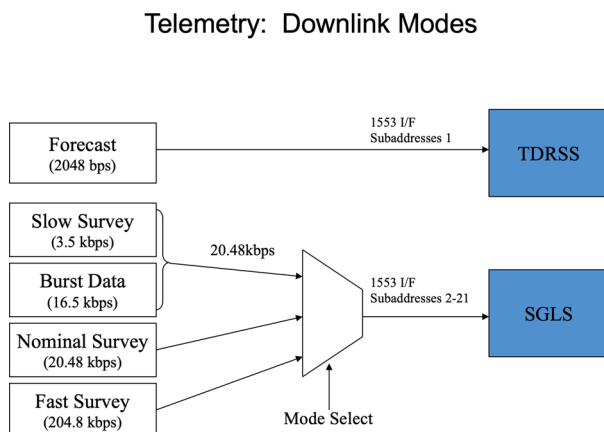 Telemetry:  Downlink Modes
Forecast
(2048 bps)
1553 I/F
Subaddresses 1
TDRSS
Slow Survey
(3.5 kbps)
20.48kbps
Burst Data
(16.5 kbps)
1553 I/F
Subaddresses 2-21
SGLS
Nominal Survey
(20.48 kbps)
Fast Survey
(204.8 kbps)
Mode Select